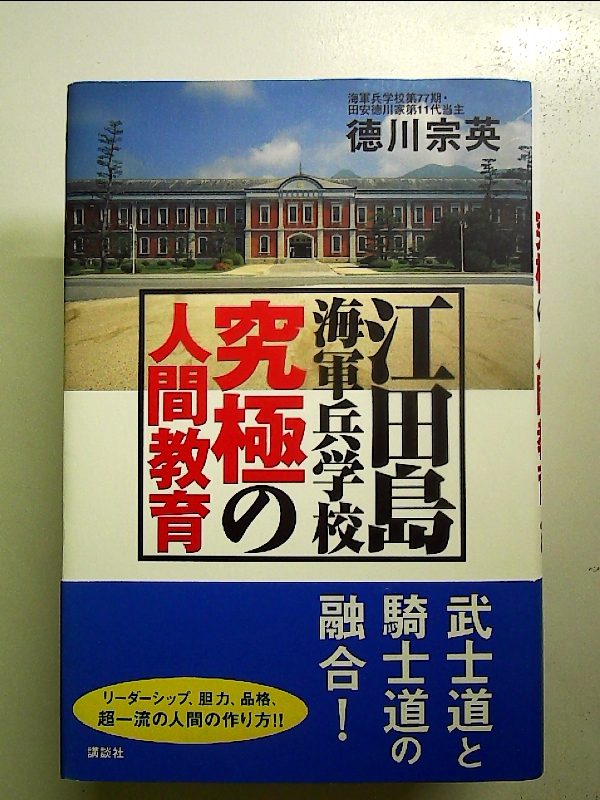 海軍兵学校第77期・
田安徳川家第11代当主
徳川宗英
江田島
海軍兵学校
究極の
人間教育
武士道と
騎士道の
融合！
リーダーシップ、胆力、品格、
超一流の人間の作り方!!
講談社